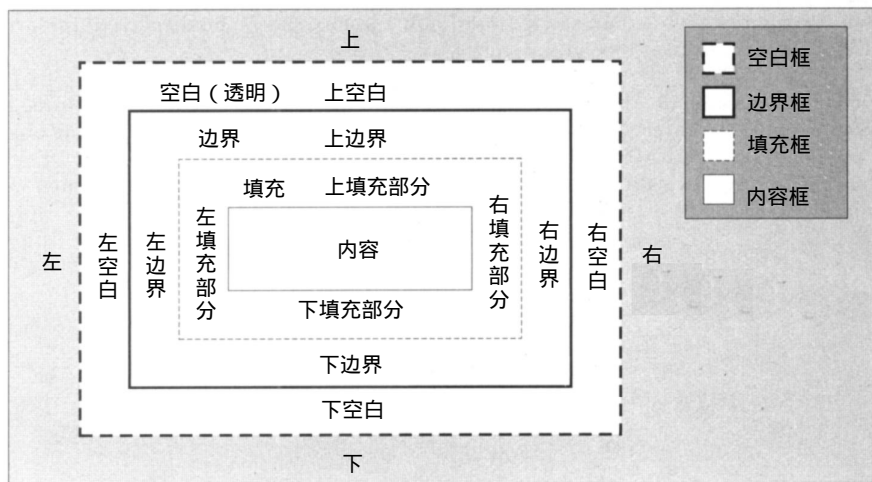 上
空白（透明） 上空白
边界 上边界
填充 上填充部分
左
左空白
左边界
左填充部分
内容
右填充部分
右边界
右空白
右
下填充部分
下边界
下空白
下
空白框
边界框
填充框
内容框